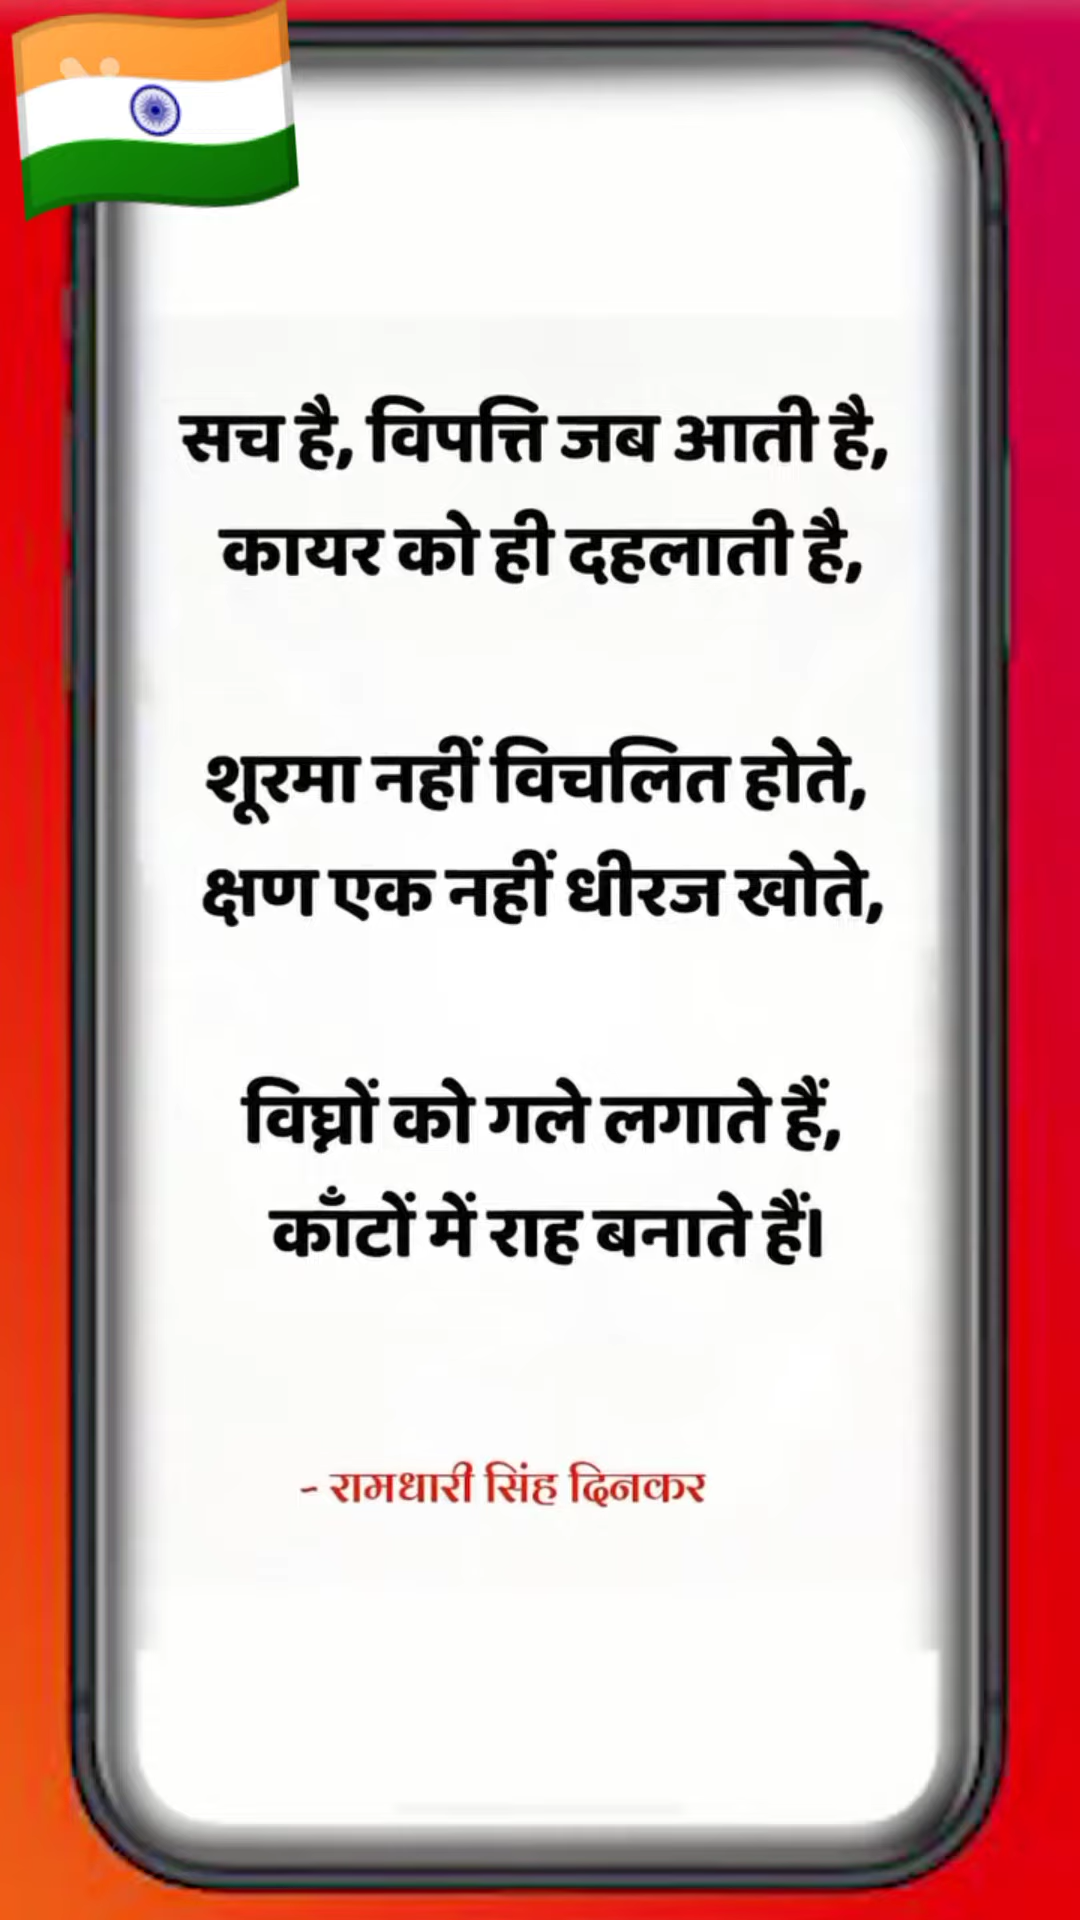 सच है, विपत्ति जब आती है,
कायर को ही दहलाती है,
शूरमा नहीं विचलित होते,
क्षण एक नहीं धीरज खोते,
विघ्नों को गले लगाते हैं,
काँटों में राह बनाते हैं।
- रामधारी सिंह दिनकर